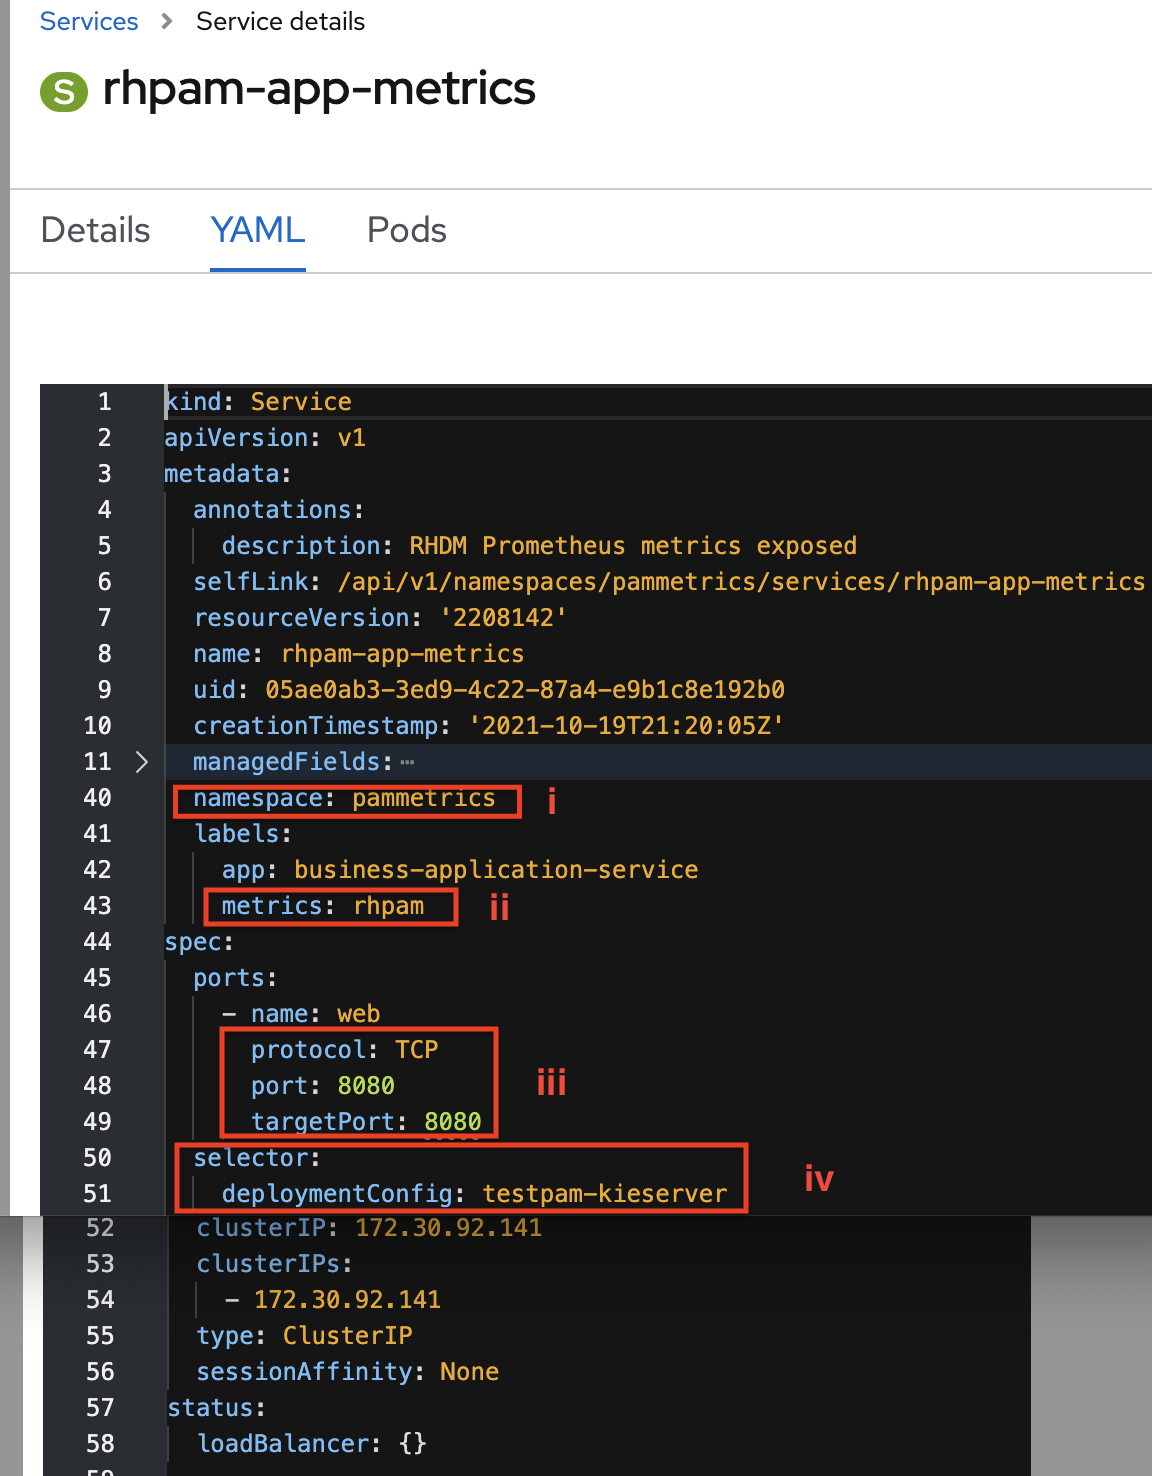 Services > Service details
S rhpam-app-metrics
Details YAML Pods
1 kind: Service
2 apiVersion: v1
3 metadata:
4 annotations:
5 description: RHDM Prometheus metrics exposed
6 selfLink: /api/v1/namespaces/pammetrics/services/rhpam-app-metrics
7 resourceVersion: '2208142'
8 name: rhpam-app-metrics
9 uid: 05ae0ab3-3ed9-4c22-87a4-e9b1c8e192b0
10 creationTimestamp: '2021-10-19T21:20:05Z'
11 > managedFields: ⋯
40 namespace: pammetrics i
41 labels:
42 app: business-application-service
43 metrics: rhpam ii
44 spec:
45 ports:
46 - name: web
47 protocol: TCP
48 port: 8080 iii
49 targetPort: 8080
50 selector:
51 deploymentConfig: testpam-kieserver iv
52 clusterIP: 172.30.92.141
53 clusterIPs:
54 - 172.30.92.141
55 type: ClusterIP
56 sessionAffinity: None
57 status:
58 loadBalancer: {}